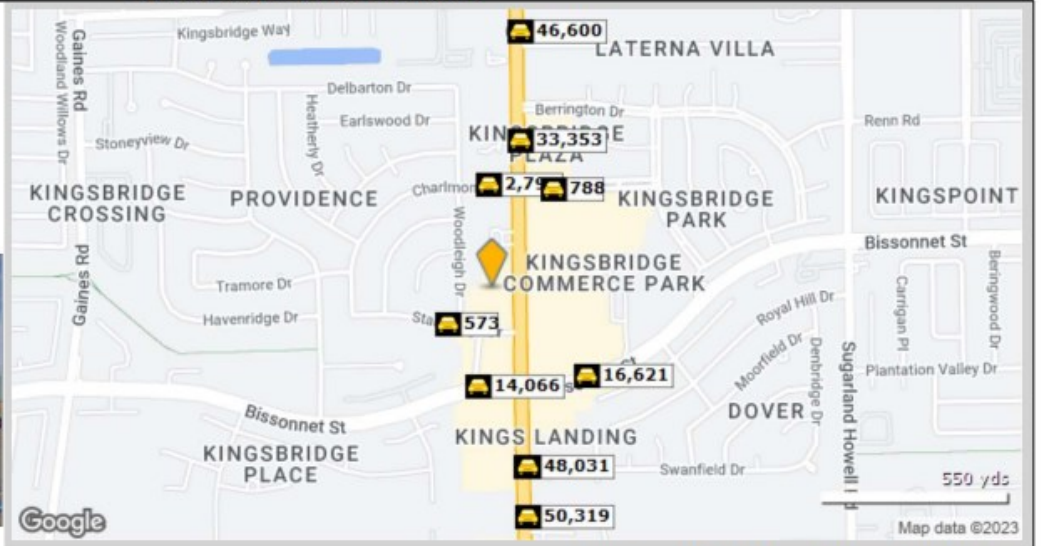 46,600
LATERNA VILLA
Kingsbridge Way
Gaines Rd
Woodland Willows Dr
Delbarton Dr
Heatherly Dr
Earlswood Dr
Berrington Dr
Renn Rd
33,353
PLAZA
Stoneyview Dr
788
KINGSBRIDGE
CROSSING
PROVIDENCE
KINGSBRIDGE
PARK
KINGSPOINT
Woodleigh Dr
Bissonnet St
KINGSBRIDGE
COMMERCE PARK
Gaines Rd
Tramore Dr
Havenridge Dr
573
Royal Hill Dr
Carrigan Pl
Beringwood Dr
Moorfield Dr
Denbridge Dr
Sugarland Howell
Plantation Valley Dr
14,066
16,621
Bissonnet St
DOVER
KINGS LANDING
KINGSBRIDGE
PLACE
48,031
Swanfield Dr
550 yds
50,319
Google
Map data ©2023